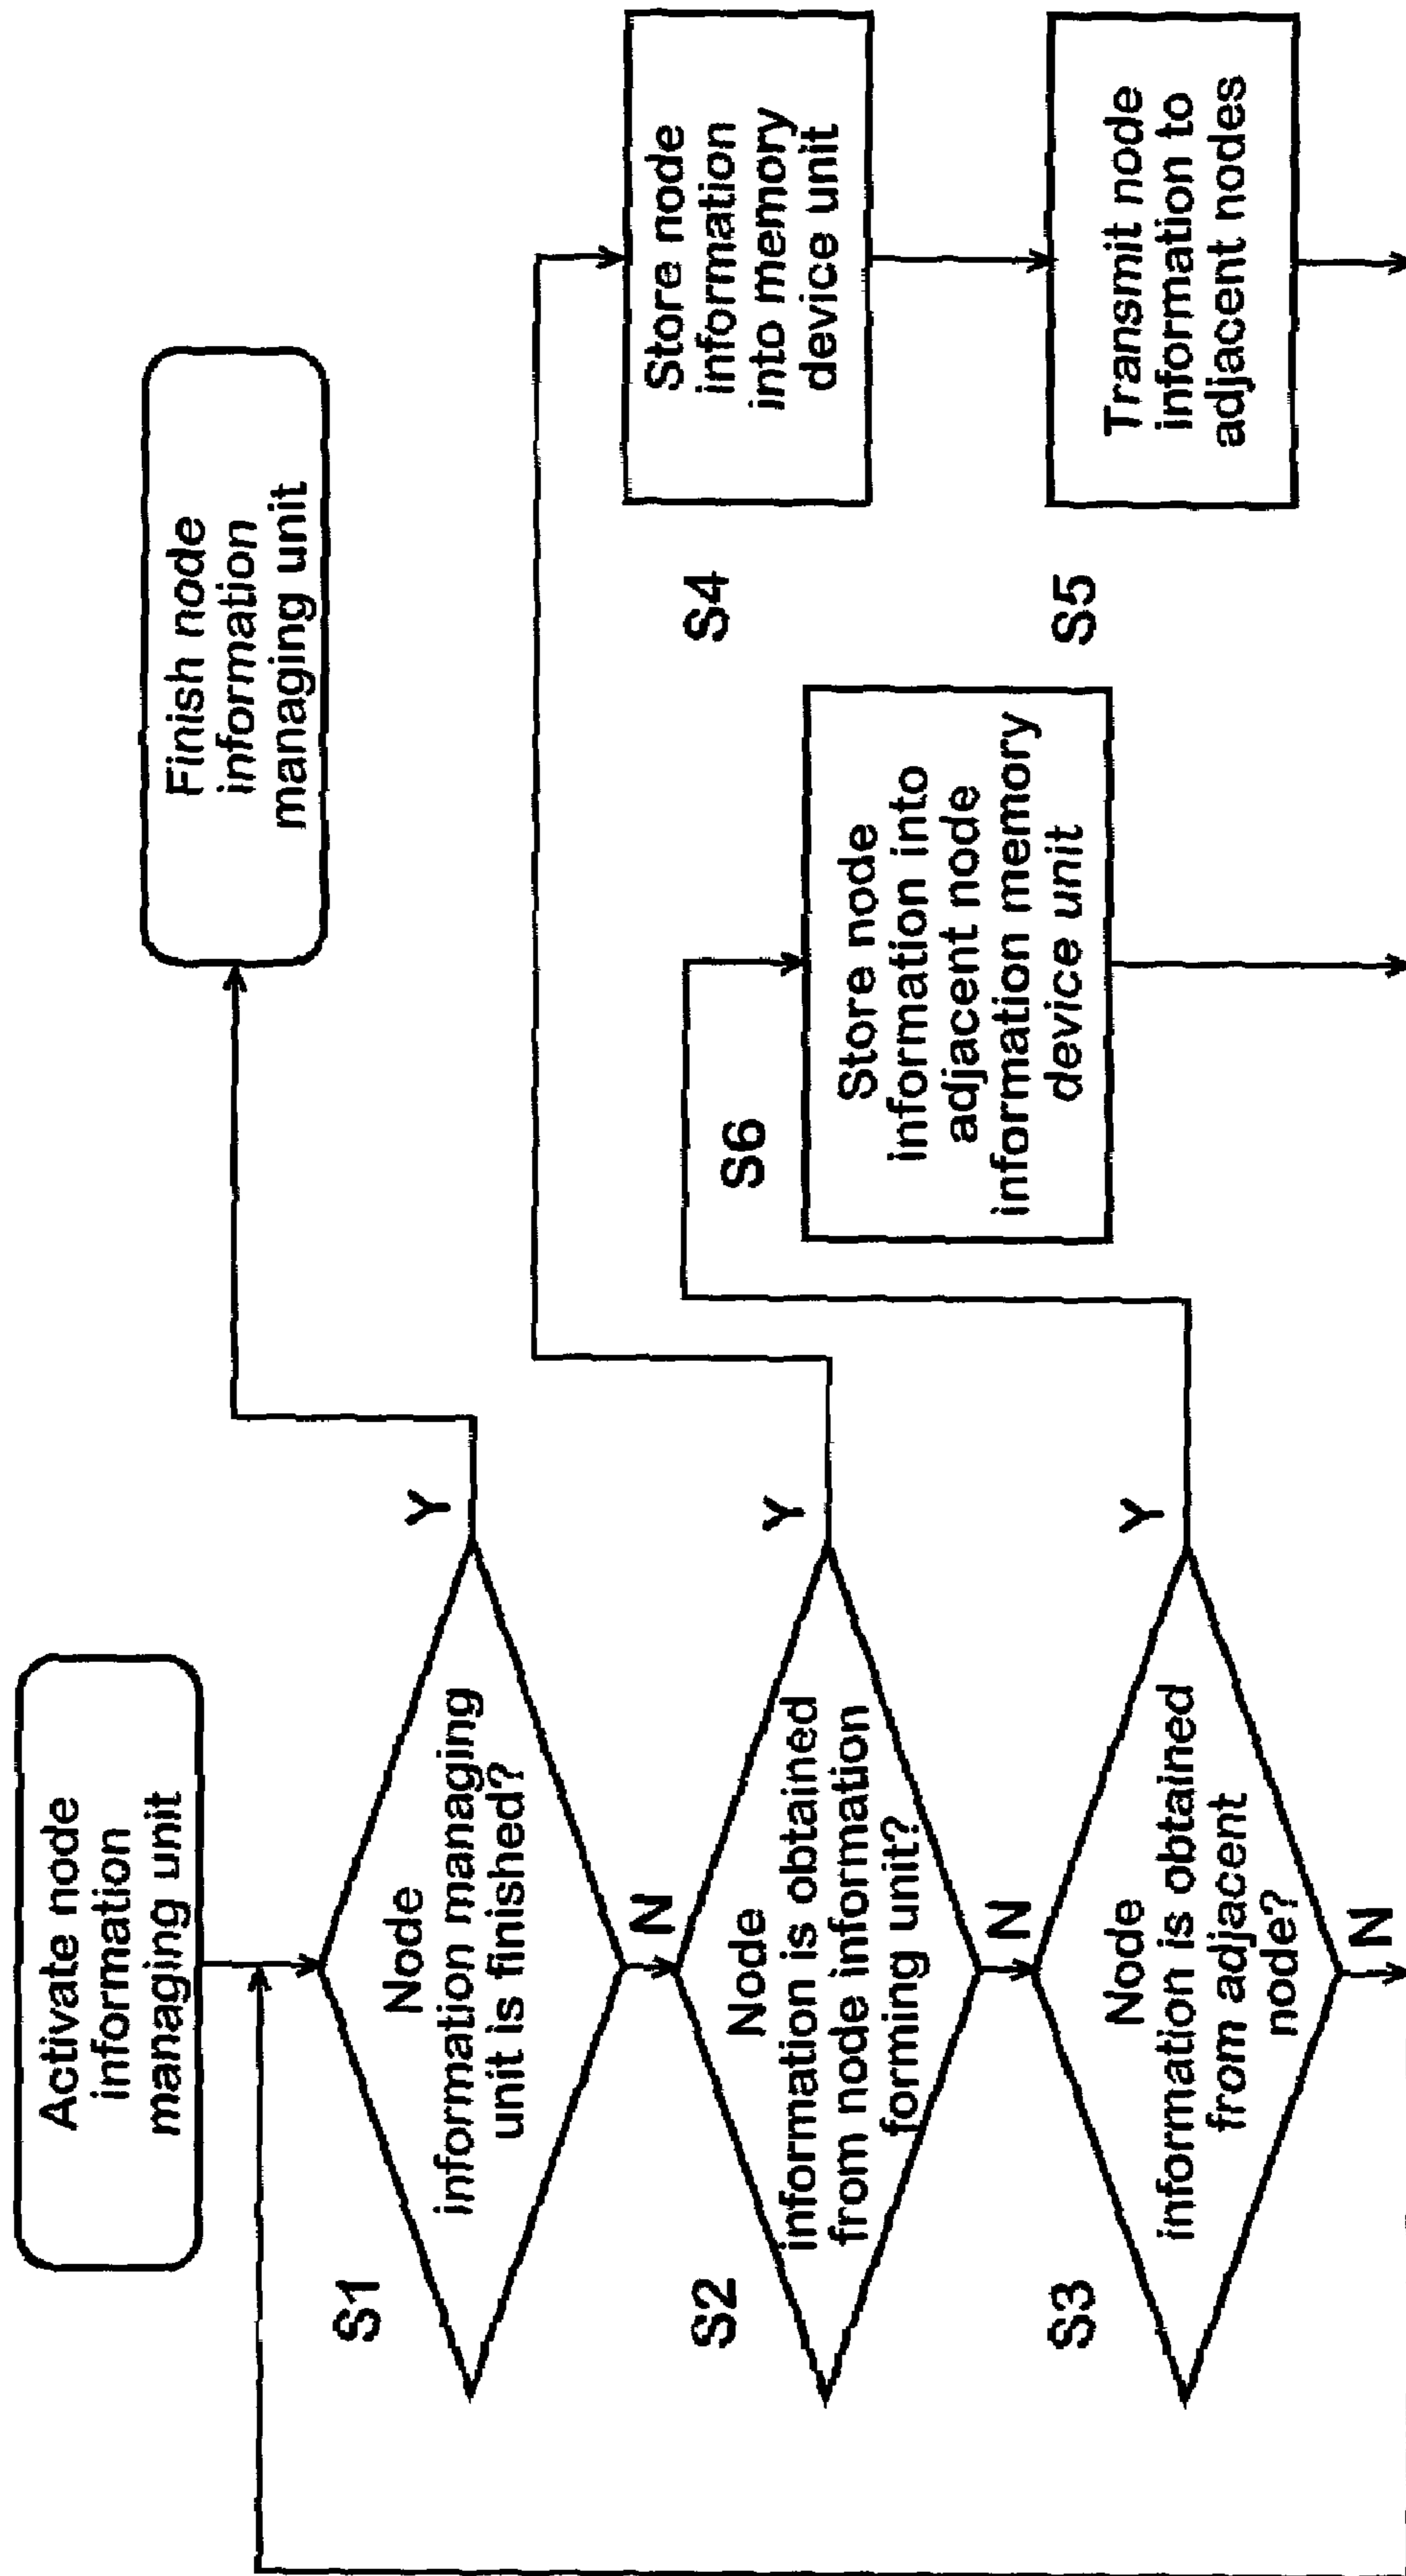 Activate node
information
managing unit
Finish node
information
managing unit
S1
Node
information managing
unit is finished?
Y
N
S2
Node
information is obtained
from node information
forming unit?
Y
N
S3
Node
information is obtained
from adjacent
node?
Y
N
S4
Store node
information
into memory
device unit
S5
Transmit node
information to
adjacent nodes
S6
Store node
information into
adjacent node
information memory
device unit